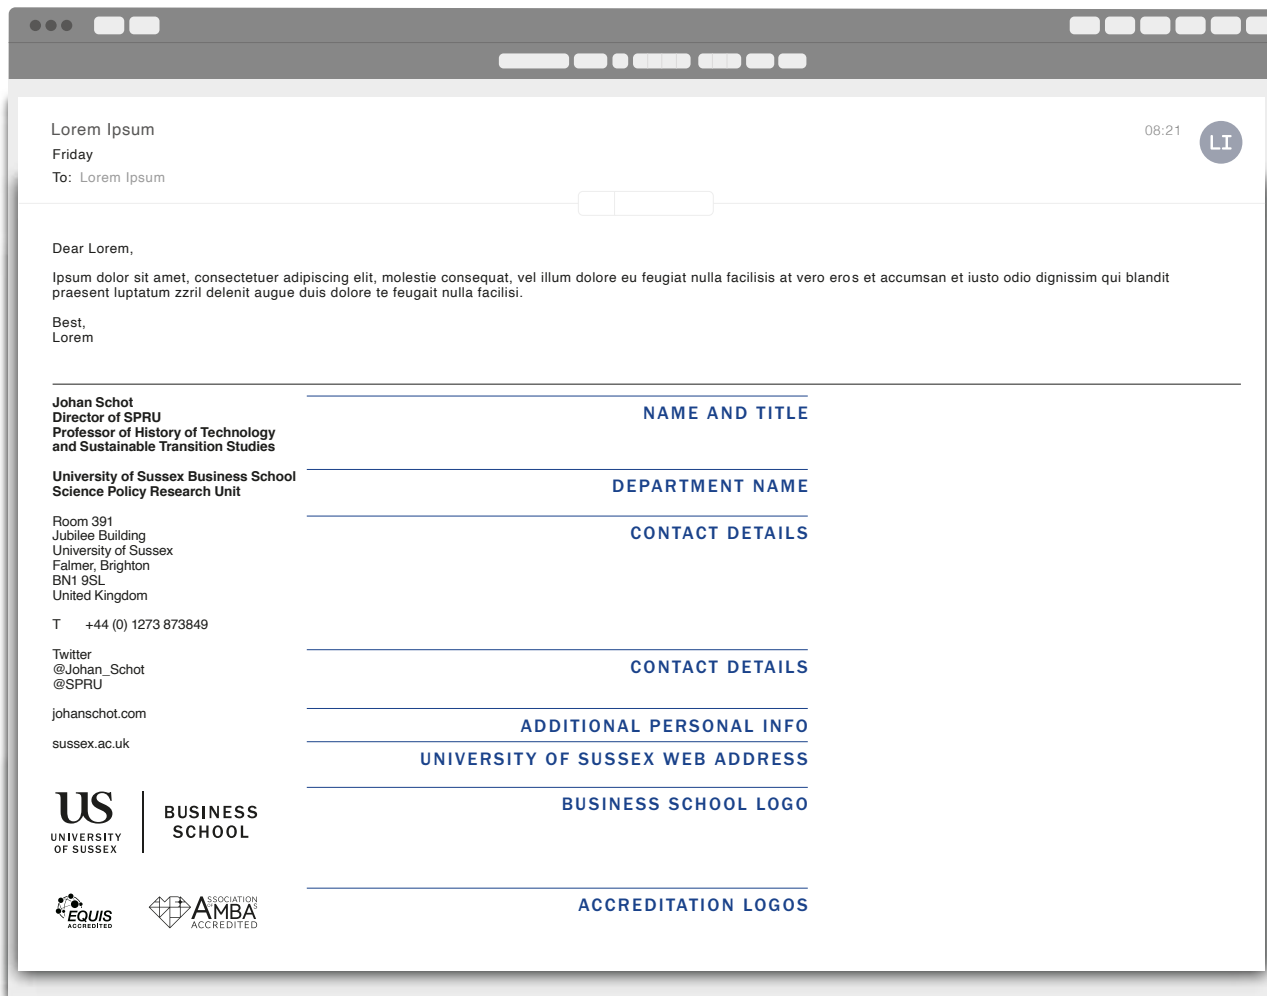 Lorem Ipsum
08:21
LI
Friday
To: Lorem Ipsum
Dear Lorem,
Ipsum dolor sit amet, consectetuer adipiscing elit, molestie consequat, vel illum dolore eu feugiat nulla facilisis at vero eros et accumsan et iusto odio dignissim qui blandit
praesent luptatum zzril delenit augue duis dolore te feugait nulla facilisi.
Best,
Lorem
Johan Schot
Director of SPRU
Professor of History of Technology
and Sustainable Transition Studies
NAME AND TITLE
University of Sussex Business School
Science Policy Research Unit
DEPARTMENT NAME
Room 391
Jubilee Building
University of Sussex
Falmer, Brighton
BN1 9SL
United Kingdom
T +44 (0) 1273 873849
CONTACT DETAILS
Twitter
@Johan_Schot
@SPRU
CONTACT DETAILS
johanschot.com
ADDITIONAL PERSONAL INFO
sussex.ac.uk
UNIVERSITY OF SUSSEX WEB ADDRESS
US
UNIVERSITY
OF SUSSEX
BUSINESS
SCHOOL
BUSINESS SCHOOL LOGO
EQUIS
ACCREDITED
ASSOCIATION
OF AMBAS
ACCREDITED
ACCREDITATION LOGOS